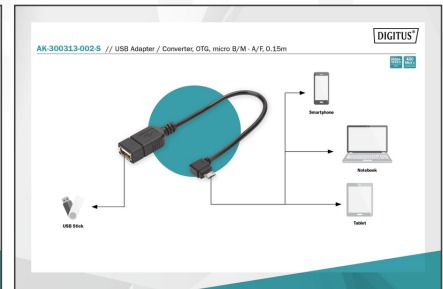 DIGITUS®
AK-300313-002-S // USB Adapter / Converter, OTG, micro B/M - A/F, 0.15m
Smartphone
Notebook
USB Stick
Tablet